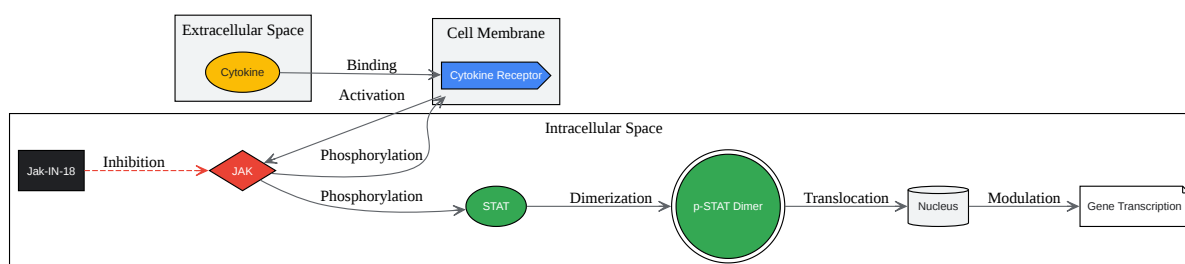 Extracellular Space
Cell Membrane
Cytokine
Binding
Cytokine Receptor
Activation
Intracellular Space
Jak-IN-18
Inhibition
JAK
Phosphorylation
Phosphorylation
STAT
Dimerization
p-STAT Dimer
Translocation
Nucleus
Modulation
Gene Transcription